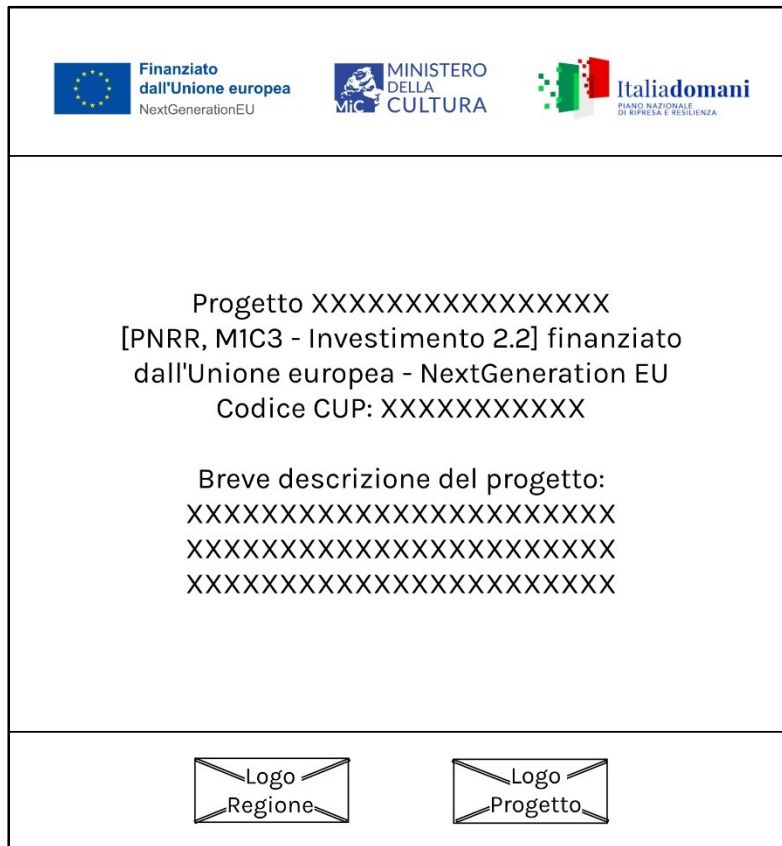 Finanziato
dall'Unione europea
NextGenerationEU
MiC
MINISTERO
DELLA
CULTURA
Italiadomani
PIANO NAZIONALE
DI RIPRESA E RESILIENZA
Progetto XXXXXXXXXXXXXXXX
[PNRR, M1C3 - Investimento 2.2] finanziato
dall'Unione europea - NextGeneration EU
Codice CUP: XXXXXXXXXXX
Breve descrizione del progetto:
XXXXXXXXXXXXXXXXXXXXXXX
XXXXXXXXXXXXXXXXXXXXXXX
XXXXXXXXXXXXXXXXXXXXXXX
Logo
Regione
Logo
Progetto